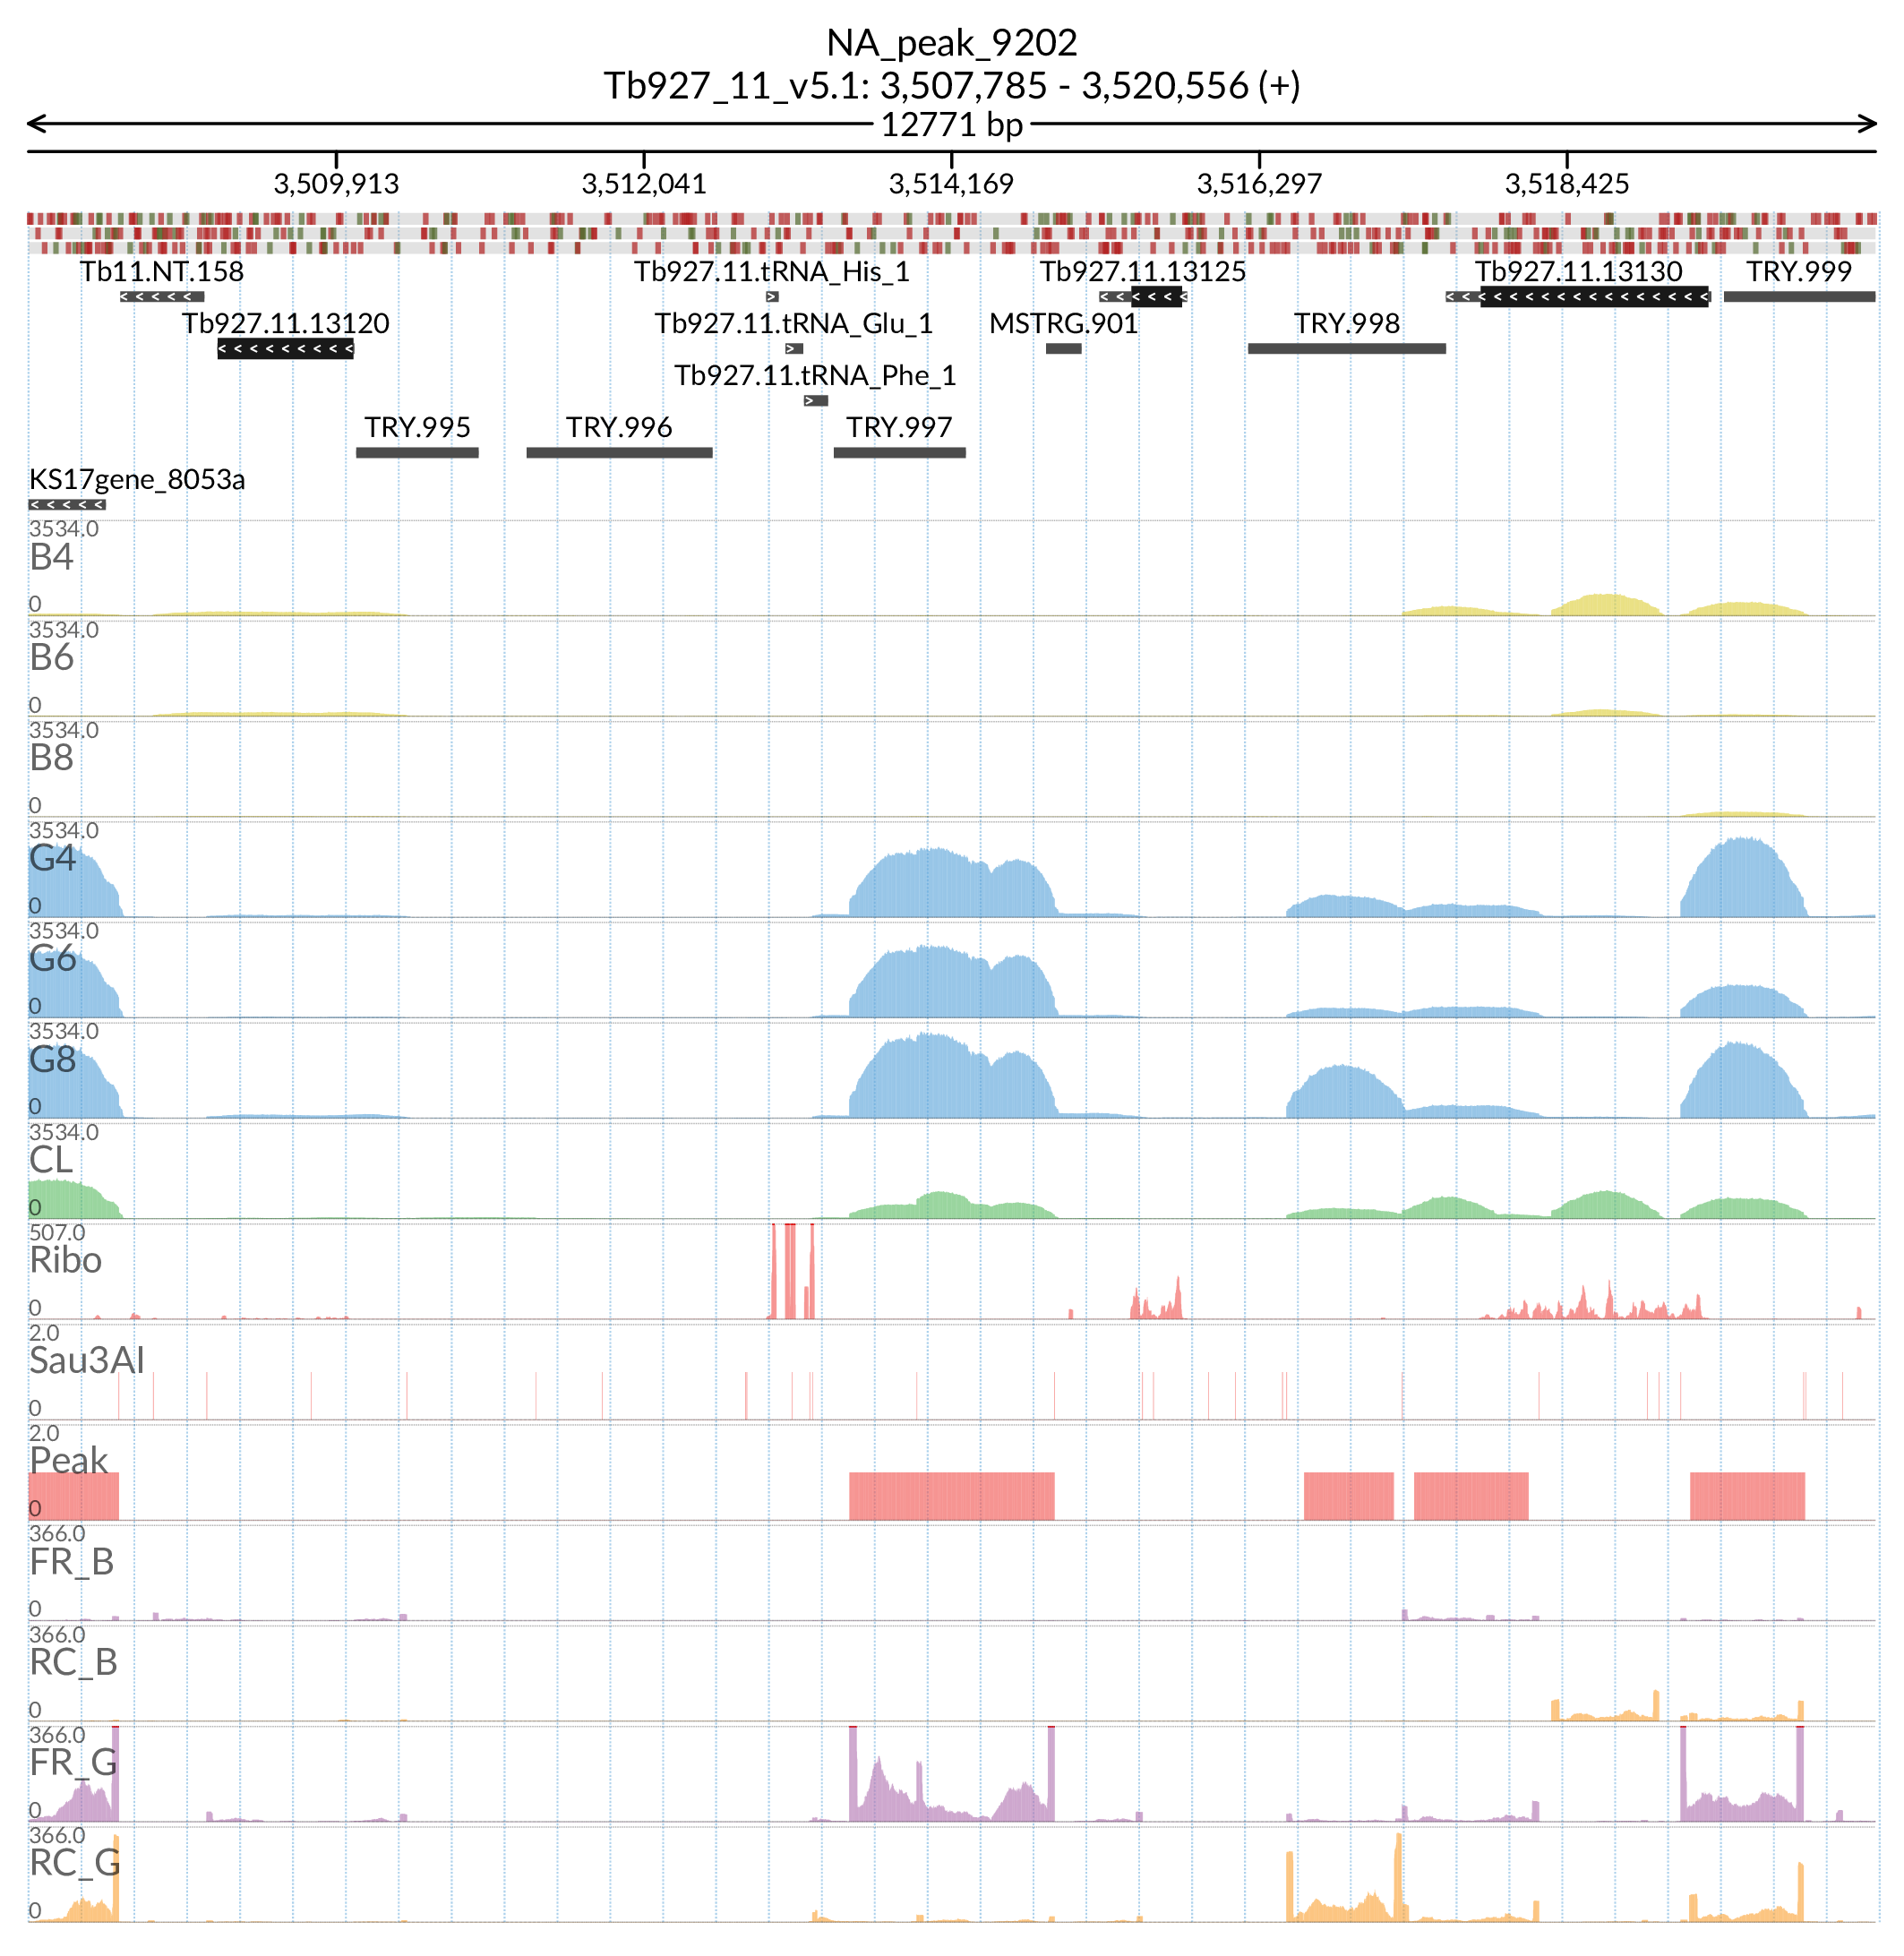 NA_peak_9202
Tb927_11_v5.1: 3,507,785 - 3,520,556 (+)
12771 bp
3,509,913 3,512,041 3,514,169 3,516,297 3,518,425
Tb11.NT.158 Tb927.11.tRNA_His_1 Tb927.11.13125 Tb927.11.13130 TRY.999
Tb927.11.13120 Tb927.11.tRNA_Glu_1 MSTRG.901 TRY.998
Tb927.11.tRNA_Phe_1
TRY.995 TRY.996 TRY.997
KS17gene_8053a
3534.0
B4
0
3534.0
B6
0
3534.0
B8
0
3534.0
G4
0
3534.0
G6
0
3534.0
G8
0
3534.0
CL
0
507.0
Ribo
0
2.0
Sau3AI
0
2.0
Peak
0
366.0
FR_B
0
366.0
RC_B
0
366.0
FR_G
0
366.0
RC_G
0